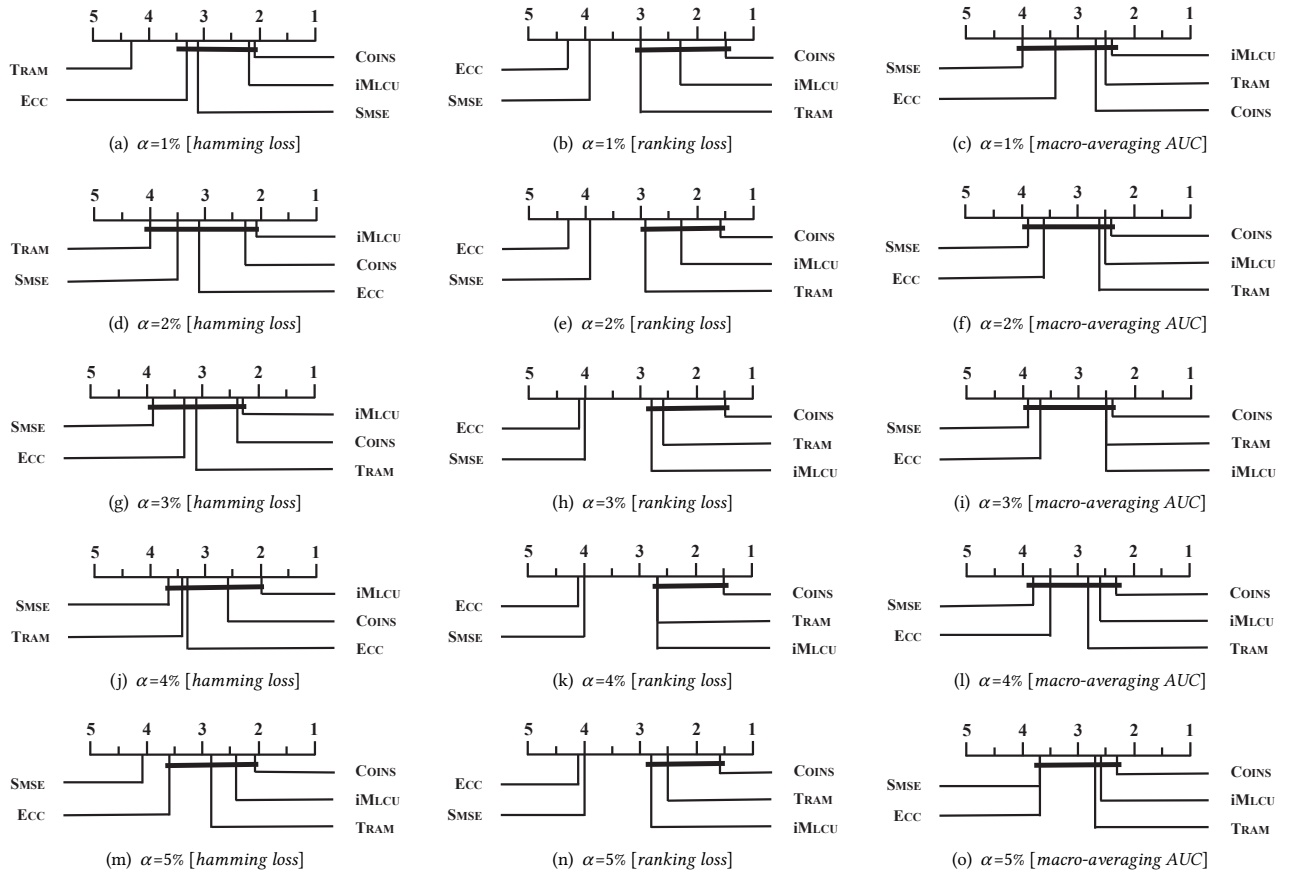 5 4 3 2 1
TRAM
ECC
COINS
iMLCU
SMSE
(a) α=1% [hamming loss]
5 4 3 2 1
ECC
SMSE
COINS
iMLCU
TRAM
(b) α=1% [ranking loss]
5 4 3 2 1
SMSE
ECC
iMLCU
TRAM
COINS
(c) α=1% [macro-averaging AUC]
5 4 3 2 1
TRAM
SMSE
iMLCU
COINS
ECC
(d) α=2% [hamming loss]
5 4 3 2 1
ECC
SMSE
COINS
iMLCU
TRAM
(e) α=2% [ranking loss]
5 4 3 2 1
SMSE
ECC
COINS
iMLCU
TRAM
(f) α=2% [macro-averaging AUC]
5 4 3 2 1
SMSE
ECC
iMLCU
COINS
TRAM
(g) α=3% [hamming loss]
5 4 3 2 1
ECC
SMSE
COINS
TRAM
iMLCU
(h) α=3% [ranking loss]
5 4 3 2 1
SMSE
ECC
COINS
TRAM
iMLCU
(i) α=3% [macro-averaging AUC]
5 4 3 2 1
SMSE
TRAM
iMLCU
COINS
ECC
(j) α=4% [hamming loss]
5 4 3 2 1
ECC
SMSE
COINS
TRAM
iMLCU
(k) α=4% [ranking loss]
5 4 3 2 1
SMSE
ECC
COINS
iMLCU
TRAM
(l) α=4% [macro-averaging AUC]
5 4 3 2 1
SMSE
ECC
COINS
iMLCU
TRAM
(m) α=5% [hamming loss]
5 4 3 2 1
ECC
SMSE
COINS
TRAM
iMLCU
(n) α=5% [ranking loss]
5 4 3 2 1
SMSE
ECC
COINS
iMLCU
TRAM
(o) α=5% [macro-averaging AUC]